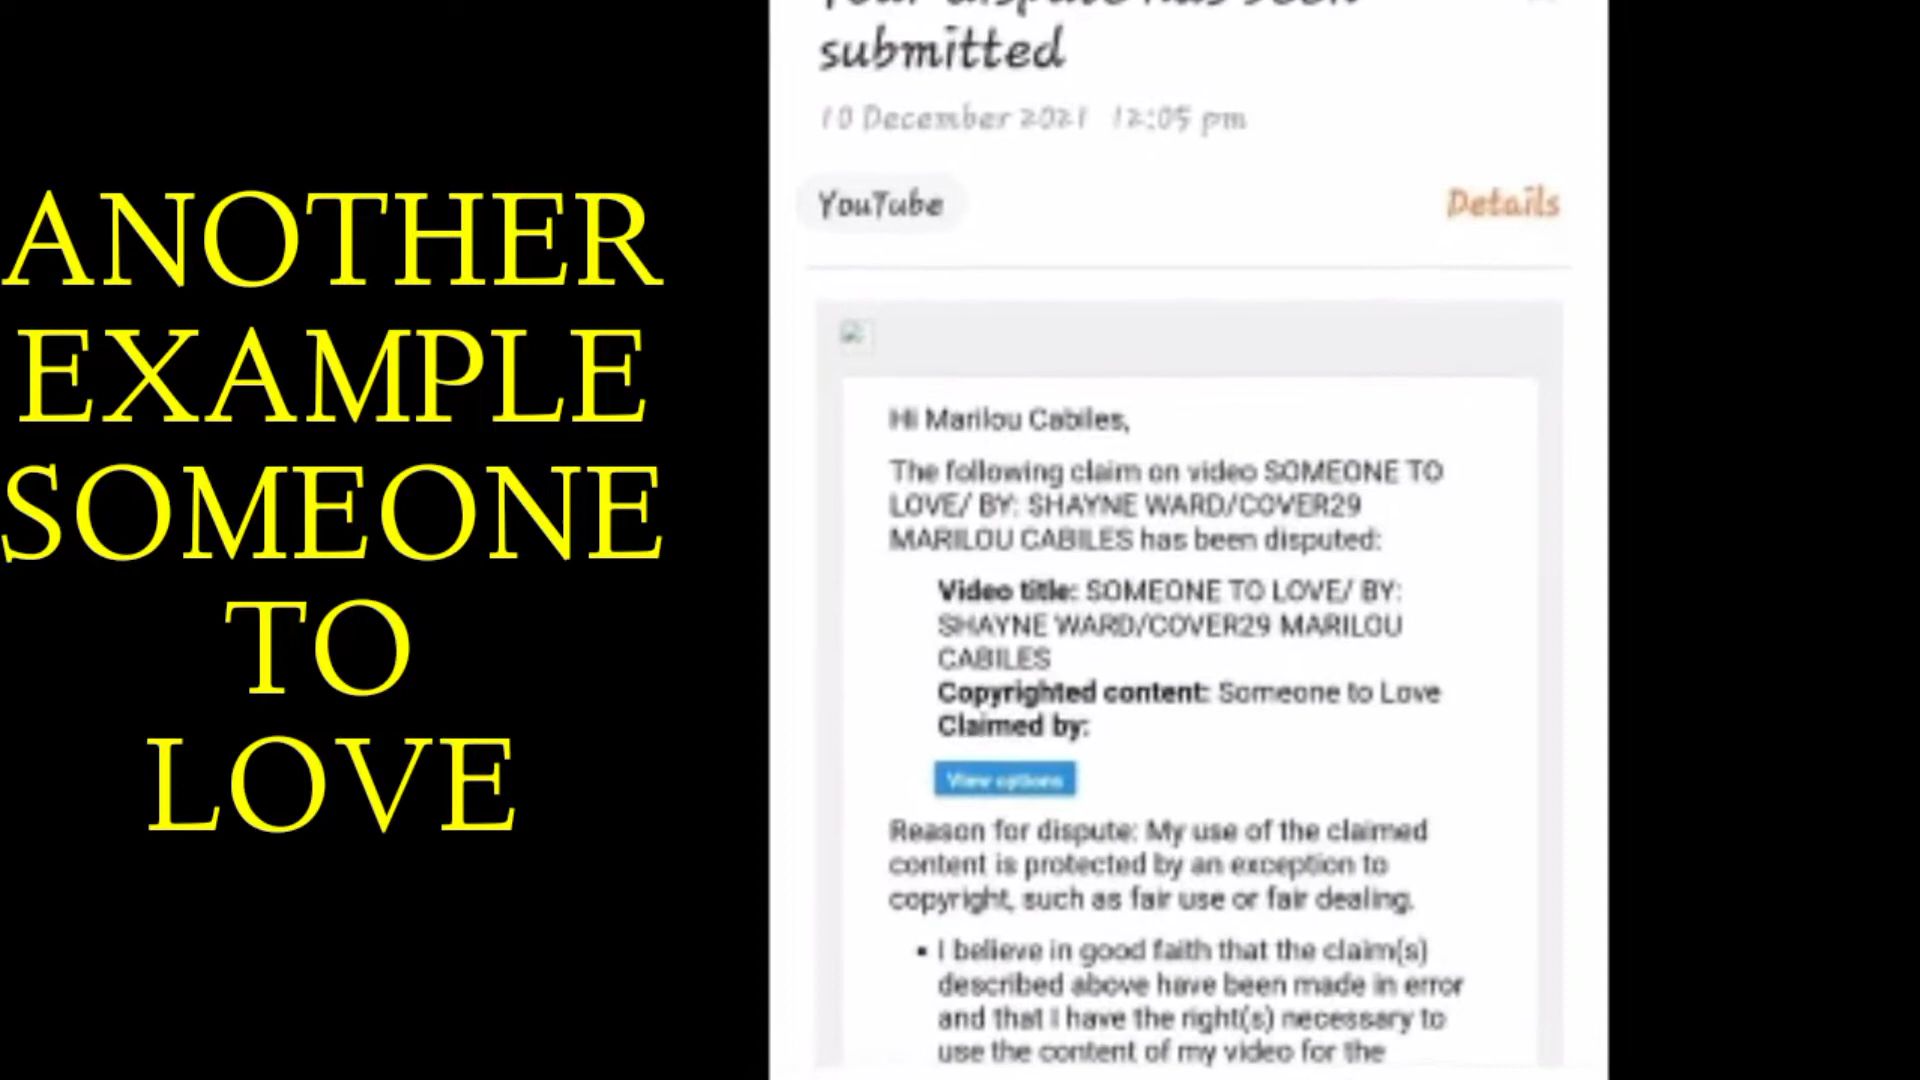 ANOTHER
EXAMPLE
SOMEONE
TO
LOVE
Your dispute has been
submitted
10 December 2021 12:05 pm
YouTube
Details
Hi Marilou Cabiles,
The following claim on video SOMEONE TO
LOVE/ BY: SHAYNE WARD/COVER29
MARILOU CABILES has been disputed:
Video title: SOMEONE TO LOVE/ BY:
SHAYNE WARD/COVER29 MARILOU
CABILES
Copyrighted content: Someone to Love
Claimed by:
View options
Reason for dispute: My use of the claimed
content is protected by an exception to
copyright, such as fair use or fair dealing.
• I believe in good faith that the claim(s)
described above have been made in error
and that I have the right(s) necessary to
use the content of my video for the